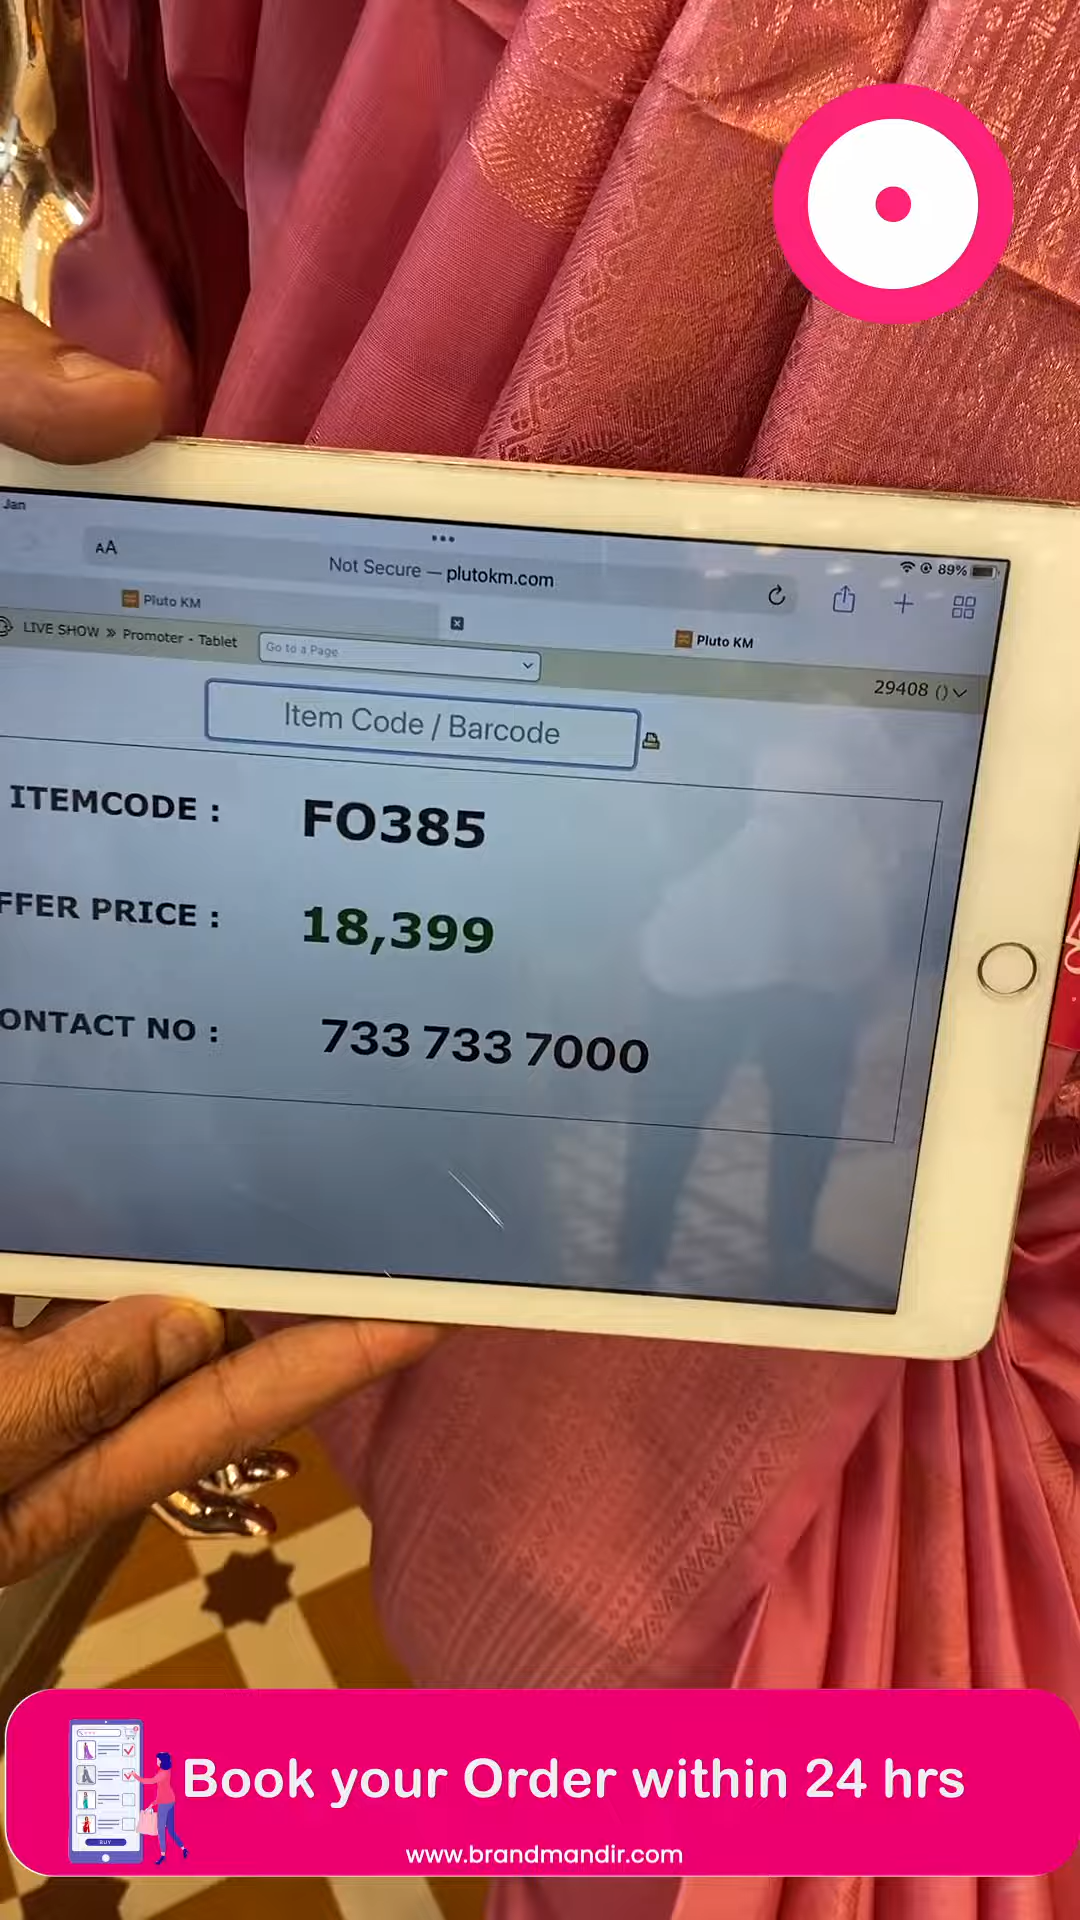 Jan
89%
AA
Not Secure — plutokm.com
Pluto KM
Pluto KM
LIVE SHOW » Promoter - Tablet
Go to a Page
29408 ()
Item Code / Barcode
ITEMCODE : FO385
FFER PRICE : 18,399
ONTACT NO : 733 733 7000
Book your Order within 24 hrs
BUY
www.brandmandir.com